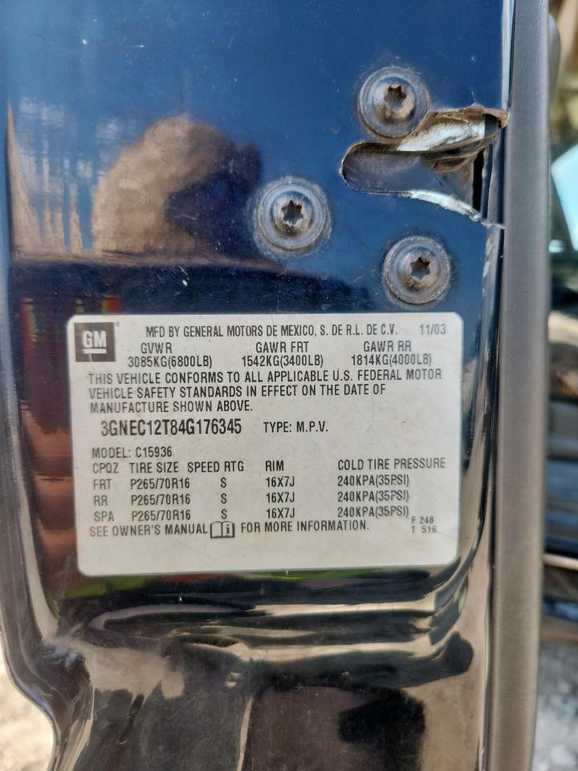 GM
MFD BY GENERAL MOTORS DE MEXICO, S. DE R.L. DE C.V. 11/03
GVWR GAWR FRT GAWR RR
3085KG(6800LB) 1542KG(3400LB) 1814KG(4000LB)
THIS VEHICLE CONFORMS TO ALL APPLICABLE U.S. FEDERAL MOTOR
VEHICLE SAFETY STANDARDS IN EFFECT ON THE DATE OF
MANUFACTURE SHOWN ABOVE.
3GNEC12T84G176345 TYPE: M.P.V.
MODEL: C15936
CPQZ TIRE SIZE SPEED RTG RIM COLD TIRE PRESSURE
FRT P265/70R16 S 16X7J 240KPA(35PSI)
RR P265/70R16 S 16X7J 240KPA(35PSI)
SPA P265/70R16 S 16X7J 240KPA(35PSI)
SEE OWNER'S MANUAL FOR MORE INFORMATION.
F 248
T 516